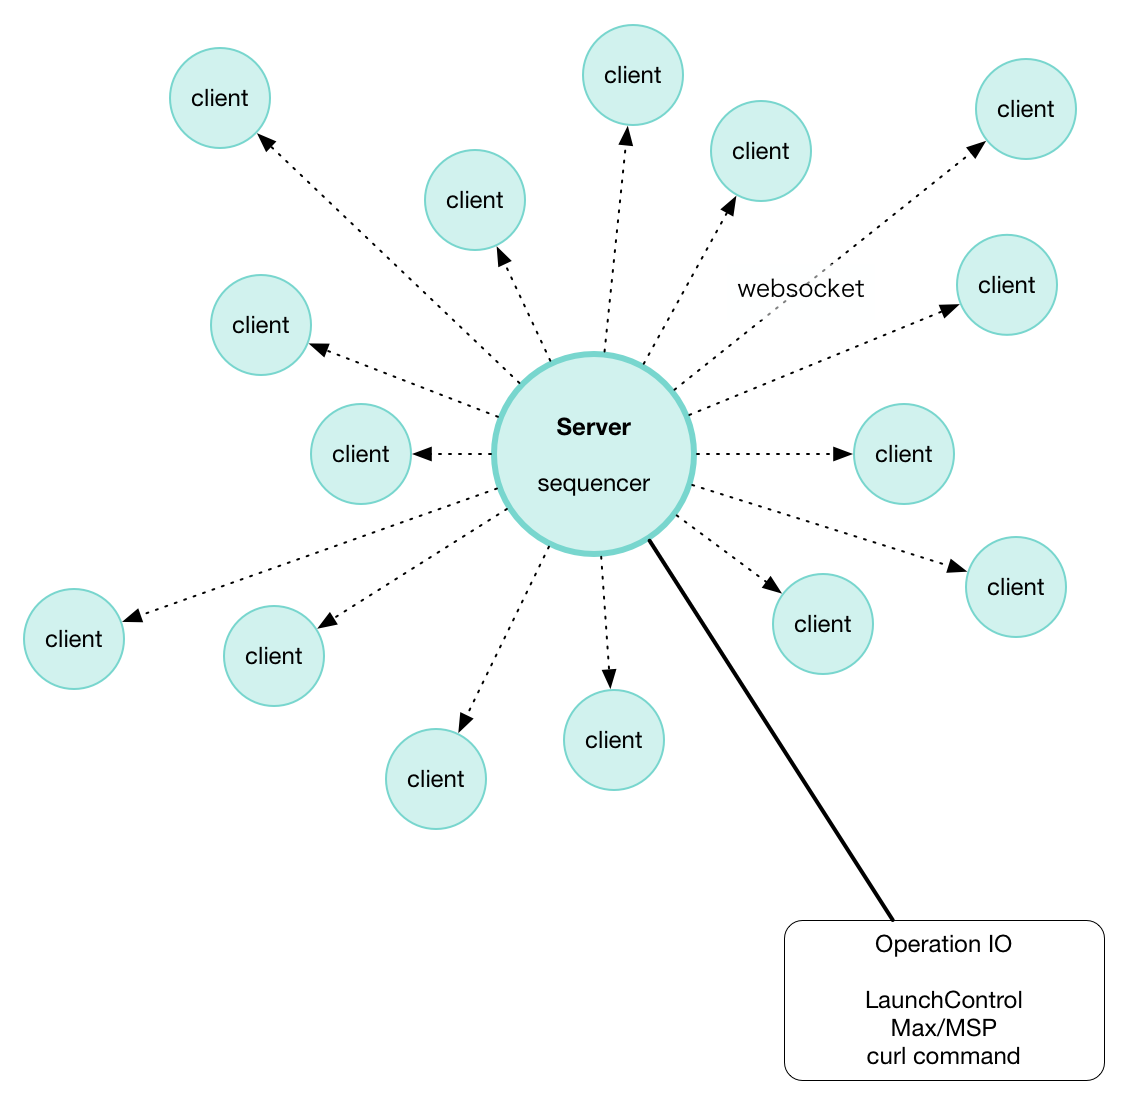 client
client
client
client
client
websocket
client
client
Server
client
sequencer
client
client
client
client
client
client
client
client
Operation IO
LaunchControl
Max/MSP
curl command